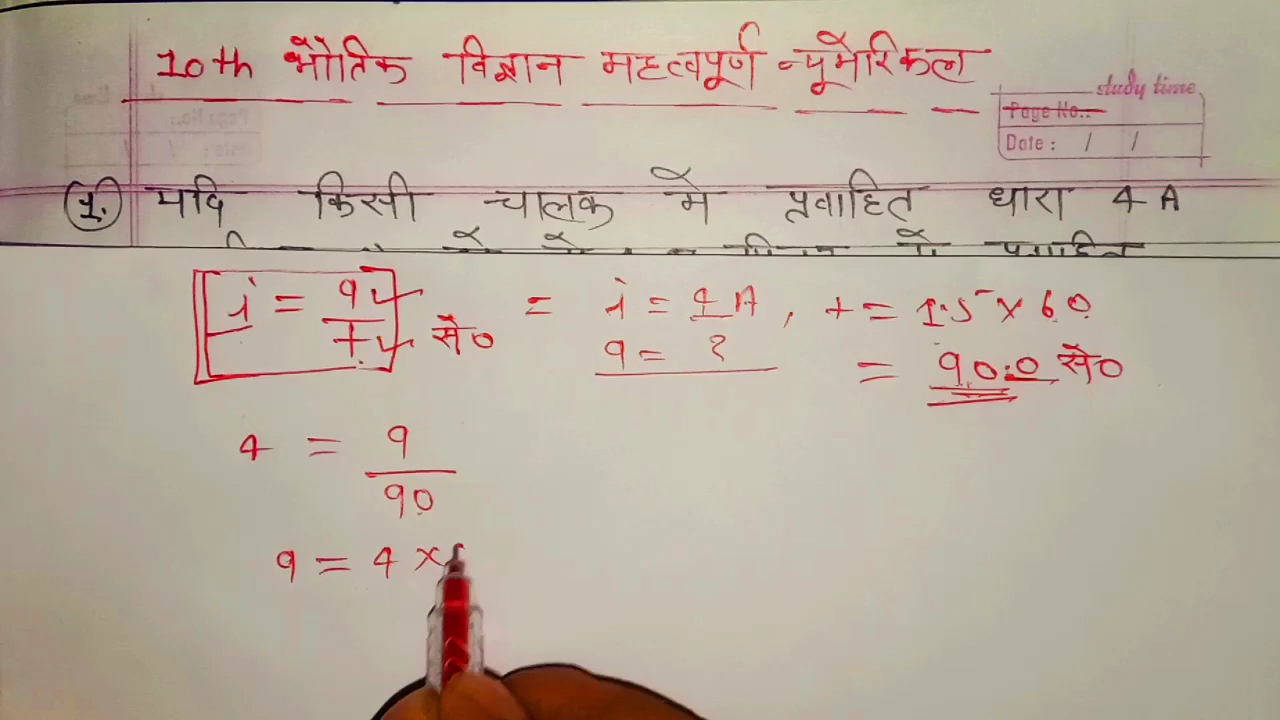 10th भौतिक विज्ञान महत्वपूर्ण न्यूमेरिकल
study time
Page No..
Date : / /
1. यदि किसी चालक में प्रवाहित धारा 4 A
i = q / t से० = i = 4 A, t = 1.5 × 60
q = ?
= 90.0 से०
4 = q / 90
q = 4 ×